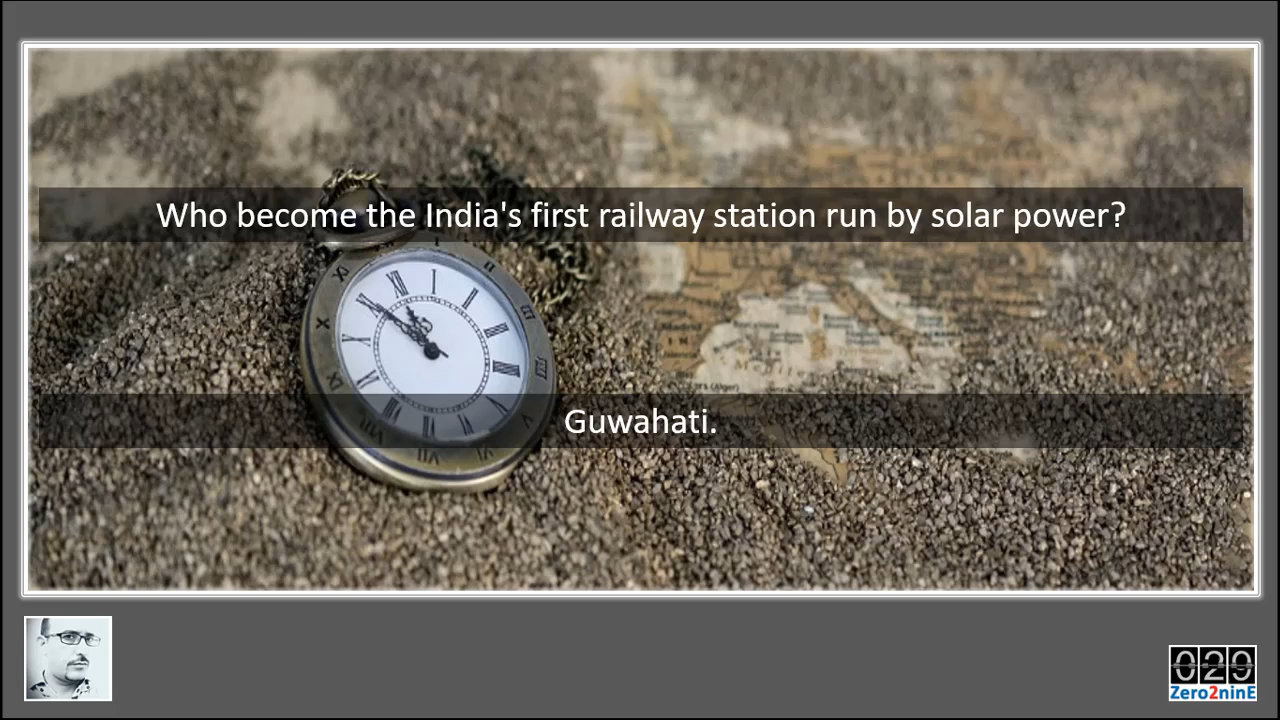 Who become the India's first railway station run by solar power?
Guwahati.
029
Zero2ninE